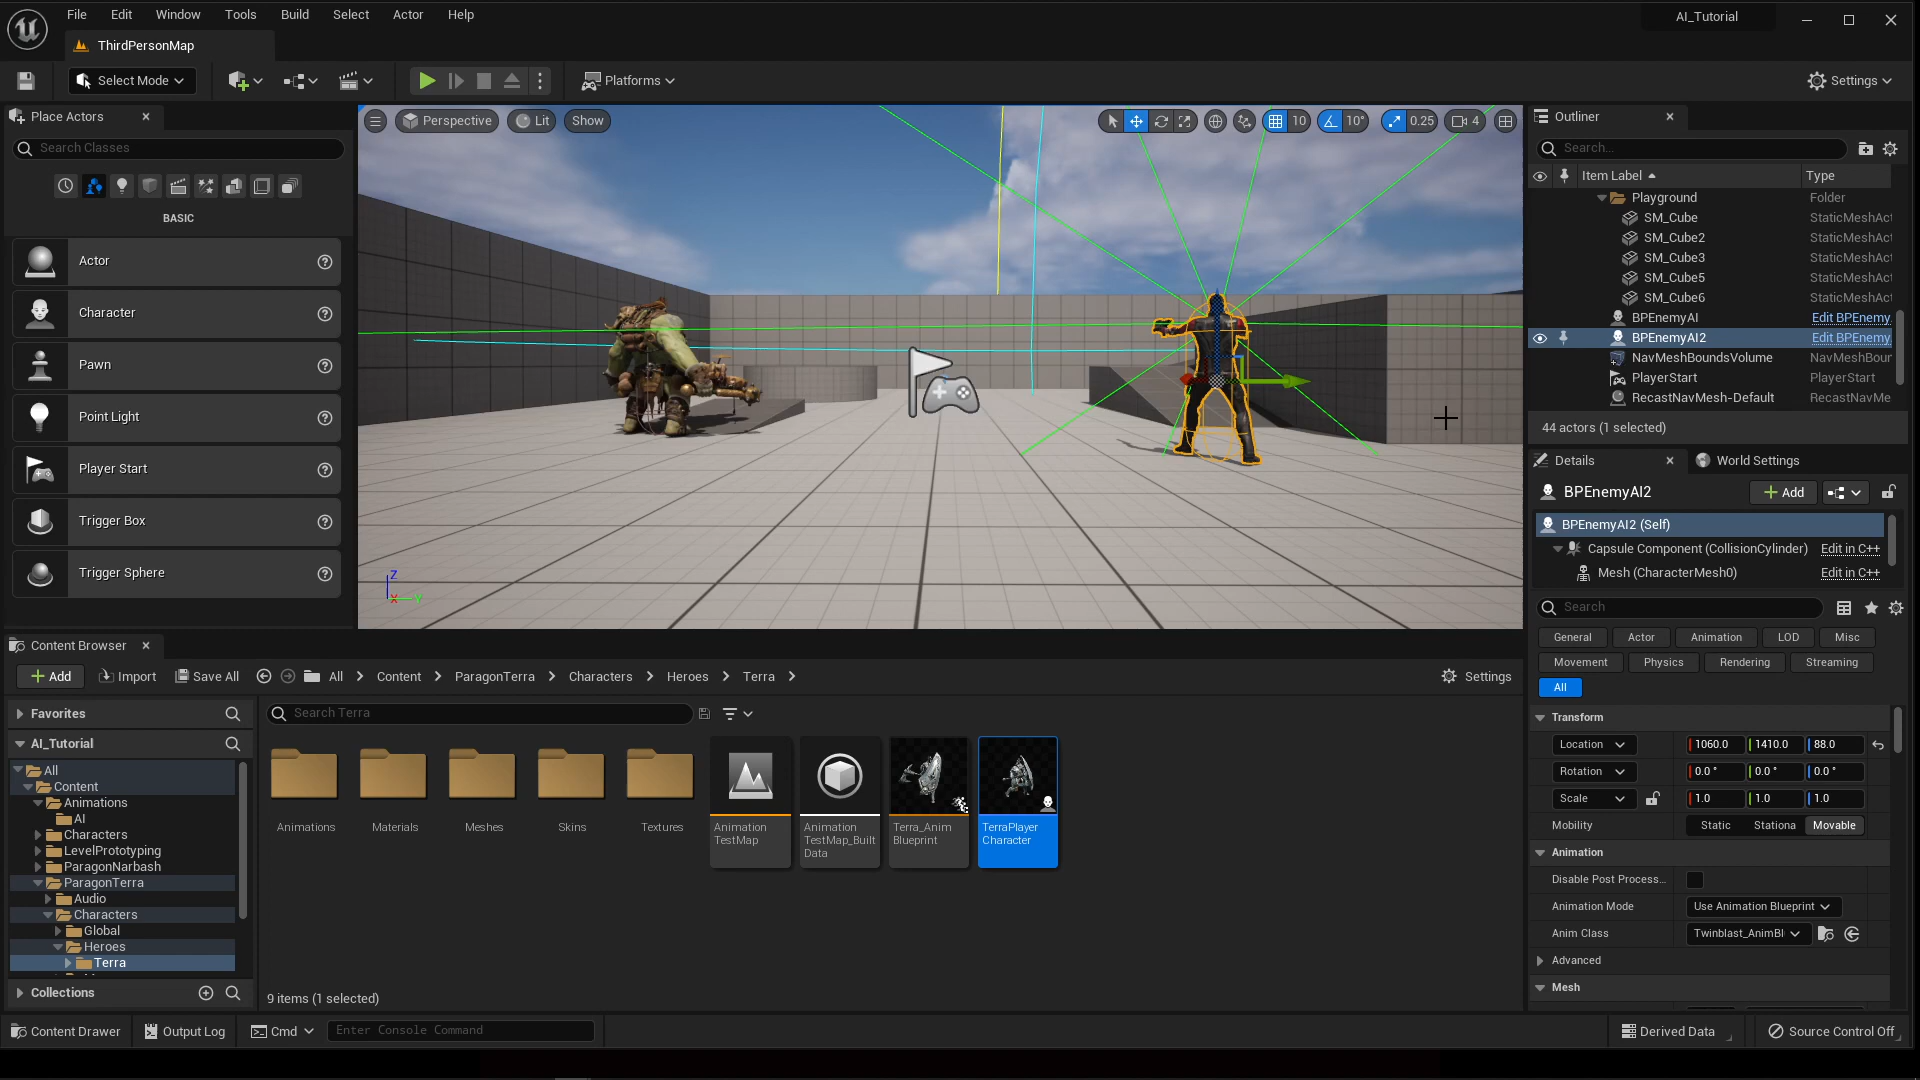 File Edit Window Tools Build Select Actor Help
AI_Tutorial
ThirdPersonMap
Select Mode
Platforms
Settings
Place Actors
Search Classes
BASIC
Actor
Character
Pawn
Point Light
Player Start
Trigger Box
Trigger Sphere
Perspective Lit Show
10 10° 0.25 4
Z
X Y
Outliner
Search...
Item Label Type
Playground Folder
SM_Cube StaticMeshAct
SM_Cube2 StaticMeshAct
SM_Cube3 StaticMeshAct
SM_Cube5 StaticMeshAct
SM_Cube6 StaticMeshAct
BPEnemyAI Edit BPEnemy
BPEnemyAI2 Edit BPEnemy
NavMeshBoundsVolume NavMeshBour
PlayerStart PlayerStart
RecastNavMesh-Default RecastNavMe
44 actors (1 selected)
Details World Settings
BPEnemyAI2 Add
BPEnemyAI2 (Self)
Capsule Component (CollisionCylinder) Edit in C++
Mesh (CharacterMesh0) Edit in C++
Search
General Actor Animation LOD Misc
Movement Physics Rendering Streaming
All
Transform
Location 1060.0 1410.0 88.0
Rotation 0.0° 0.0° 0.0°
Scale 1.0 1.0 1.0
Mobility Static Stationa Movable
Animation
Disable Post Process...
Animation Mode Use Animation Blueprint
Anim Class Twinblast_AnimBl
Advanced
Mesh
Content Browser
Add Import Save All All Content ParagonTerra Characters Heroes Terra Settings
Favorites
AI_Tutorial
All
Content
Animations
AI
Characters
LevelPrototyping
ParagonNarbash
ParagonTerra
Audio
Characters
Global
Heroes
Terra
Collections
Search Terra
Animations
Materials
Meshes
Skins
Textures
Animation
TestMap
Animation
TestMap_Built
Data
Terra_Anim
Blueprint
TerraPlayer
Character
9 items (1 selected)
Content Drawer Output Log Cmd Enter Console Command Derived Data Source Control Off